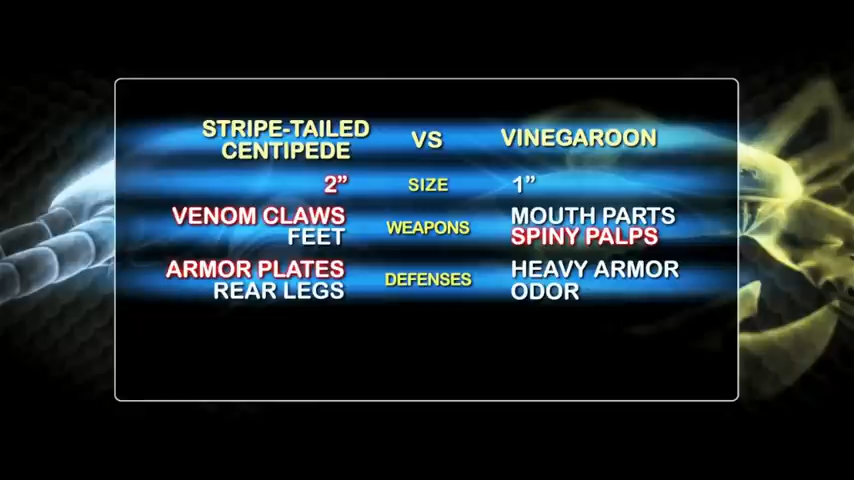 STRIPE-TAILED
CENTIPEDE
VS
VINEGAROON
2”
SIZE
1”
VENOM CLAWS
FEET
WEAPONS
MOUTH PARTS
SPINY PALPS
ARMOR PLATES
REAR LEGS
DEFENSES
HEAVY ARMOR
ODOR